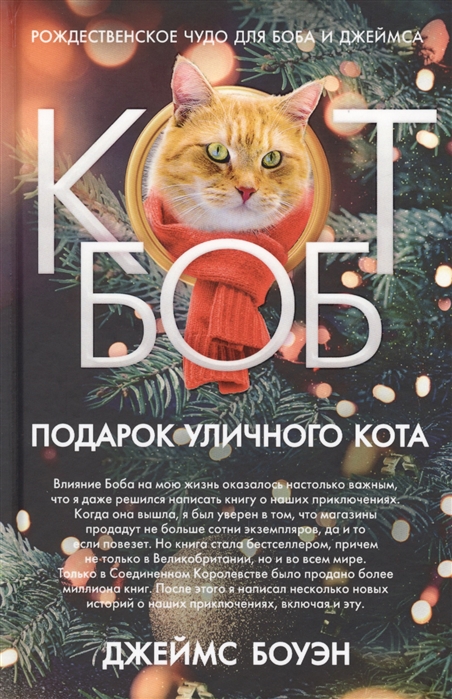 РОЖДЕСТВЕНСКОЕ ЧУДО ДЛЯ БОБА И ДЖЕЙМСА
КОТ
БОБ
ПОДАРОК УЛИЧНОГО КОТА
Влияние Боба на мою жизнь оказалось настолько важным,
что я даже решился написать книгу о наших приключениях.
Когда она вышла, я был уверен в том, что магазины
продадут не больше сотни экземпляров, да и то
если повезет. Но книга стала бестселлером, причем
не только в Великобритании, но и во всем мире.
Только в Соединенном Королевстве было продано более
миллиона книг. После этого я написал несколько новых
историй о наших приключениях, включая и эту.
ДЖЕЙМС БОУЭН